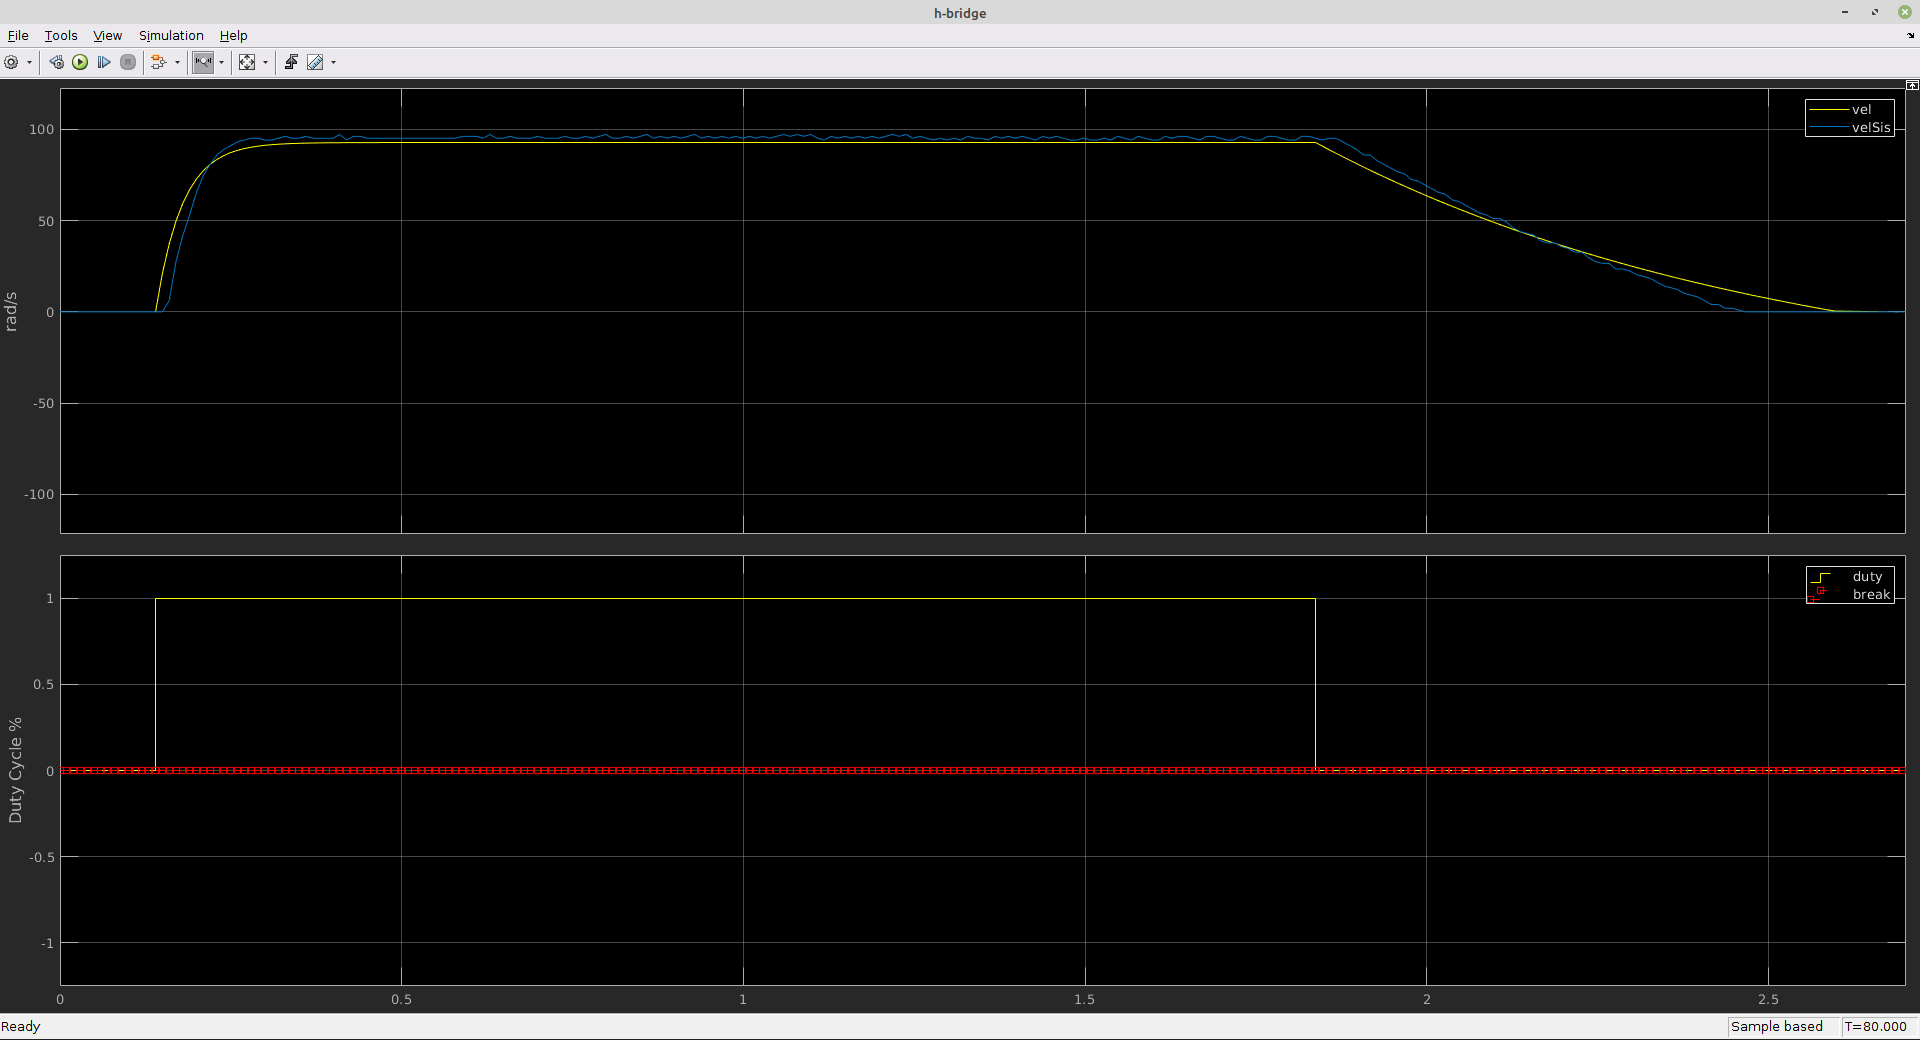 h-bridge
File Tools View Simulation Help
vel
velSis
100
50
0
-50
-100
rad/s
duty
break
1
0.5
0
-0.5
-1
Duty Cycle %
0 0.5 1 1.5 2 2.5
Ready
Sample based T=80.000